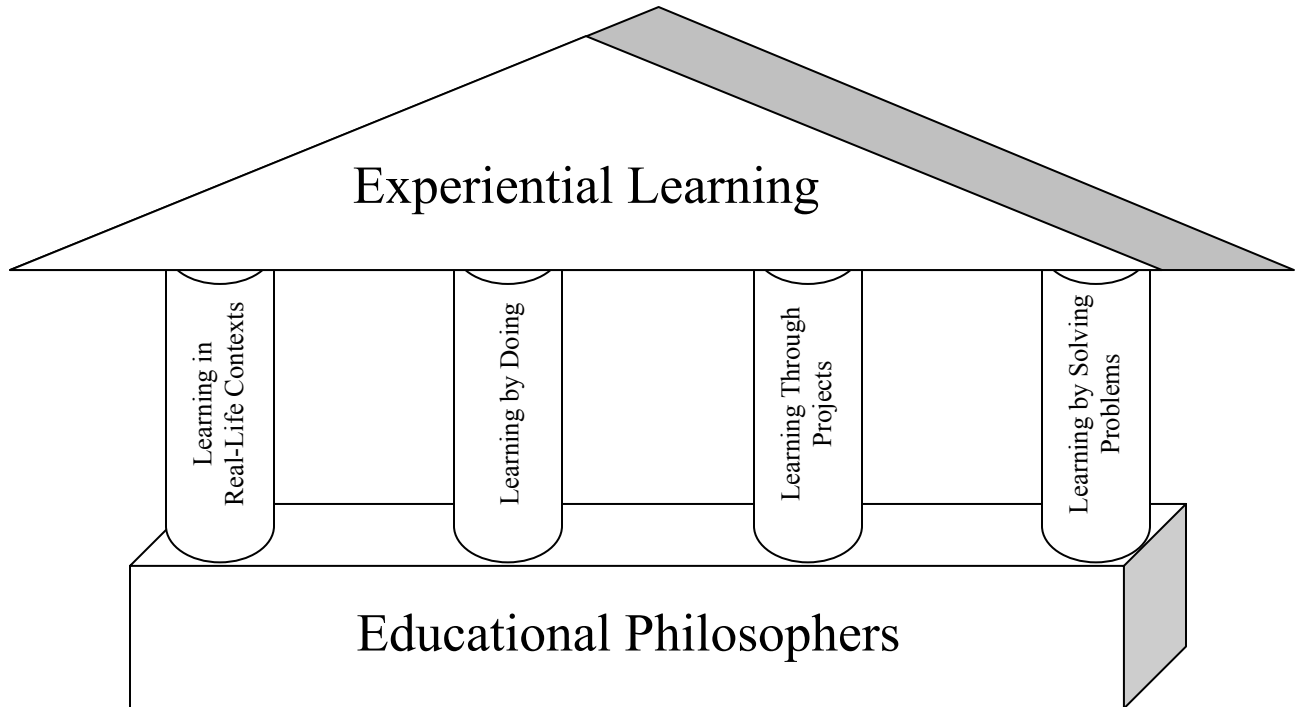 Experiential Learning
Learning in
Real-Life Contexts
Learning by Doing
Learning Through
Projects
Learning by Solving
Problems
Educational Philosophers